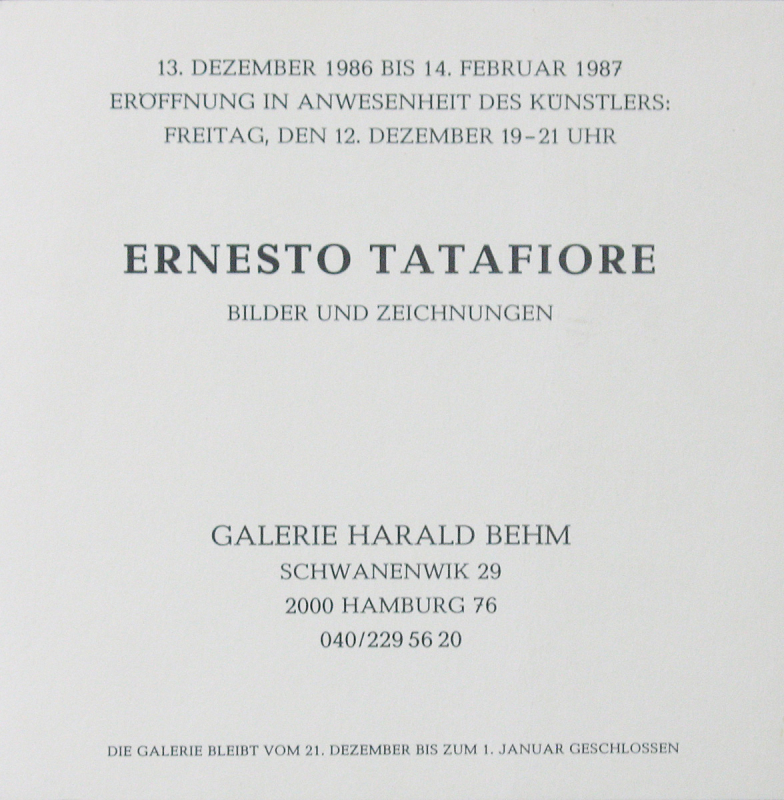 13. DEZEMBER 1986 BIS 14. FEBRUAR 1987
ERÖFFNUNG IN ANWESENHEIT DES KÜNSTLERS:
FREITAG, DEN 12. DEZEMBER 19–21 UHR
ERNESTO TATAFIORE
BILDER UND ZEICHNUNGEN
GALERIE HARALD BEHM
SCHWANENWIK 29
2000 HAMBURG 76
040/229 56 20
DIE GALERIE BLEIBT VOM 21. DEZEMBER BIS ZUM 1. JANUAR GESCHLOSSEN